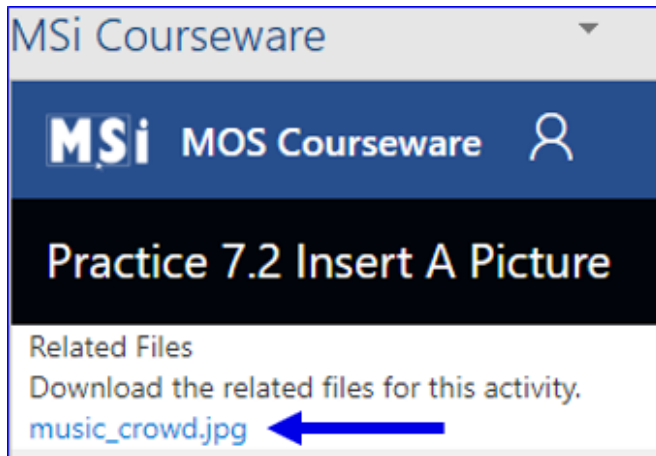 MSi Courseware
MSi MOS Courseware
Practice 7.2 Insert A Picture
Related Files
Download the related files for this activity.
music_crowd.jpg